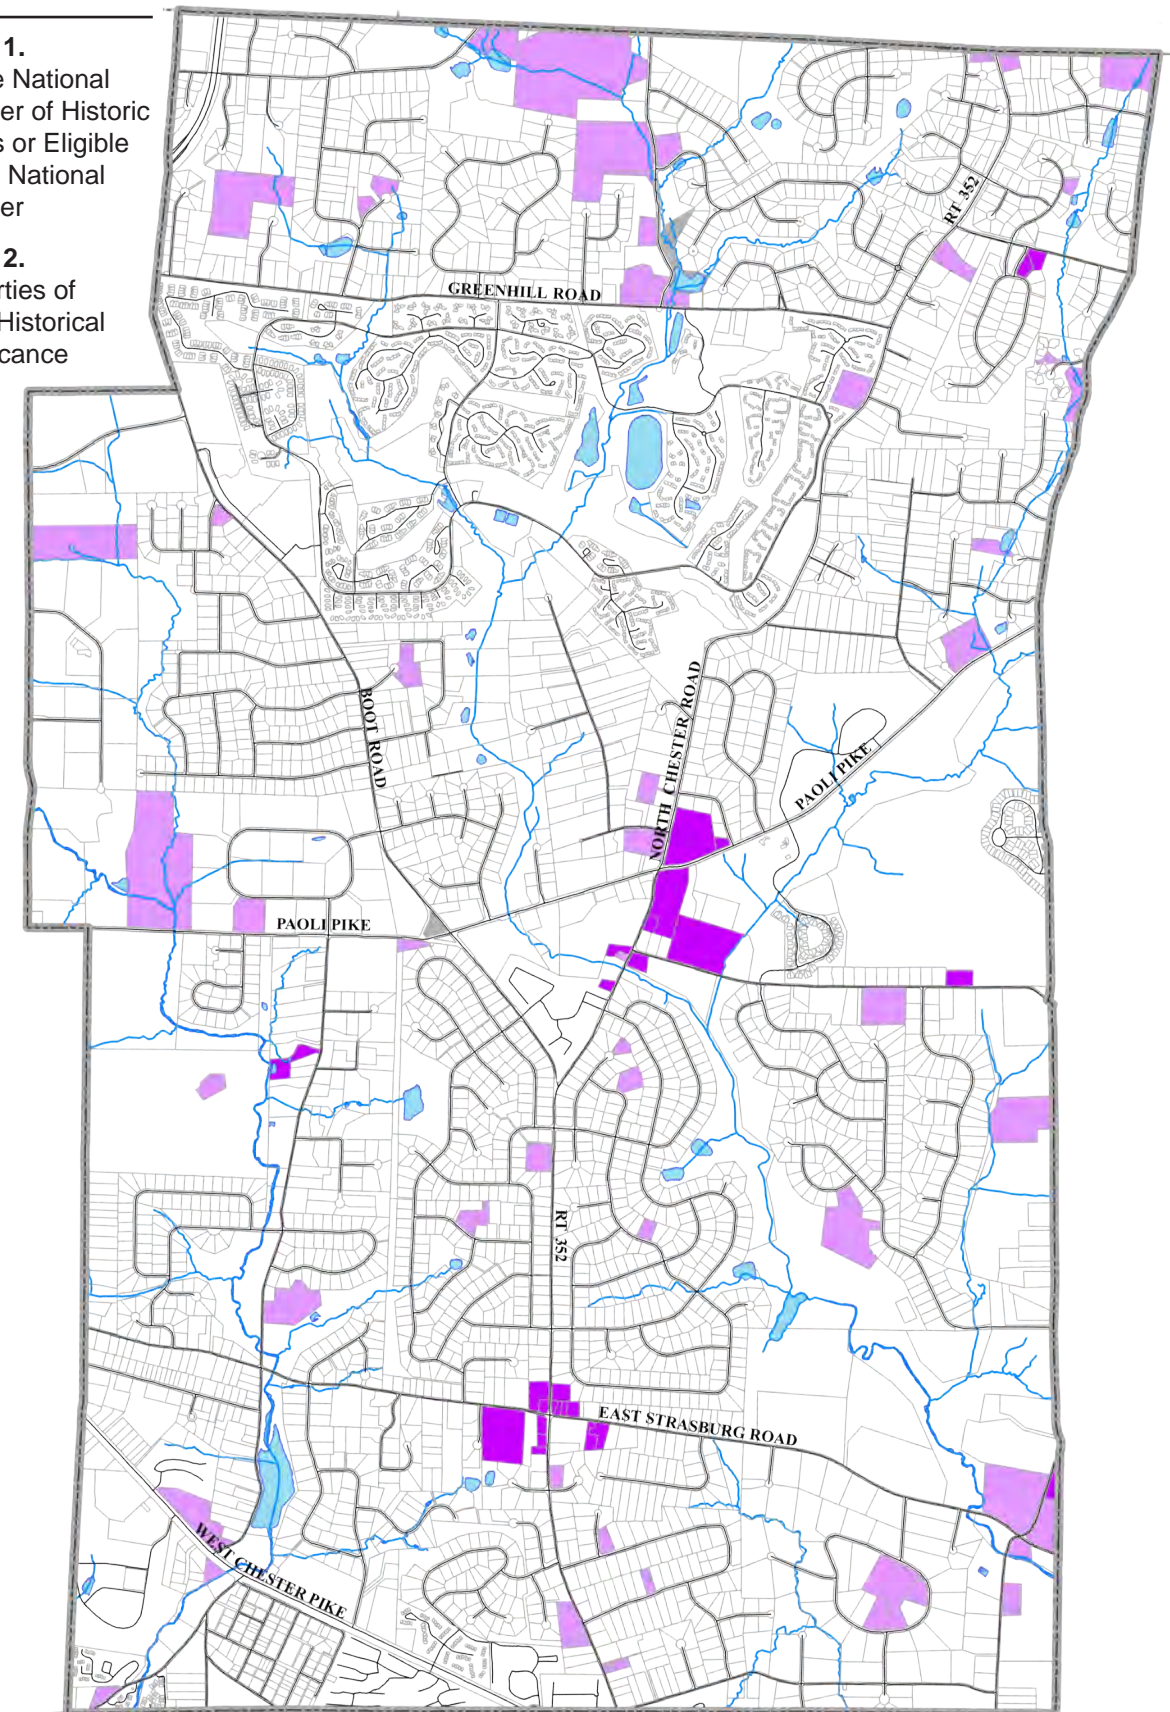 1.
National
er of Historic
s or Eligible
National
er
2.
rties of
Historical
cance
RT 352
GREENHILL ROAD
BOOT ROAD
NORTH CHESTER ROAD
PAOLI PIKE
PAOLI PIKE
RT 352
EAST STRASBURG ROAD
WEST CHESTER PIKE